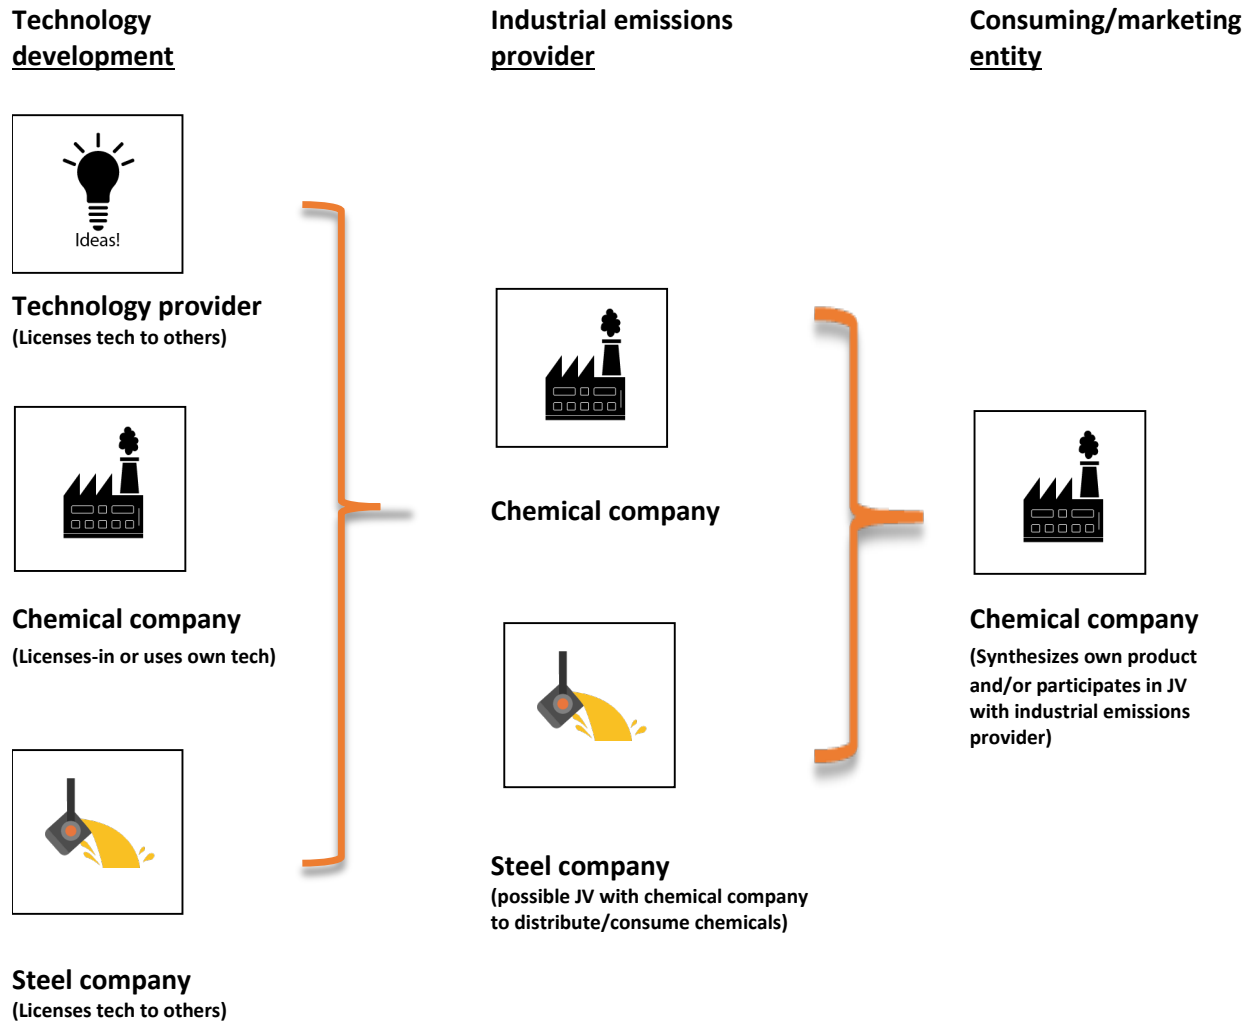 Technology
development
Ideas!
Technology provider
(Licenses tech to others)
Chemical company
(Licenses-in or uses own tech)
Steel company
(Licenses tech to others)
Industrial emissions
provider
Chemical company
Steel company
(possible JV with chemical company
to distribute/consume chemicals)
Consuming/marketing
entity
Chemical company
(Synthesizes own product
and/or participates in JV
with industrial emissions
provider)